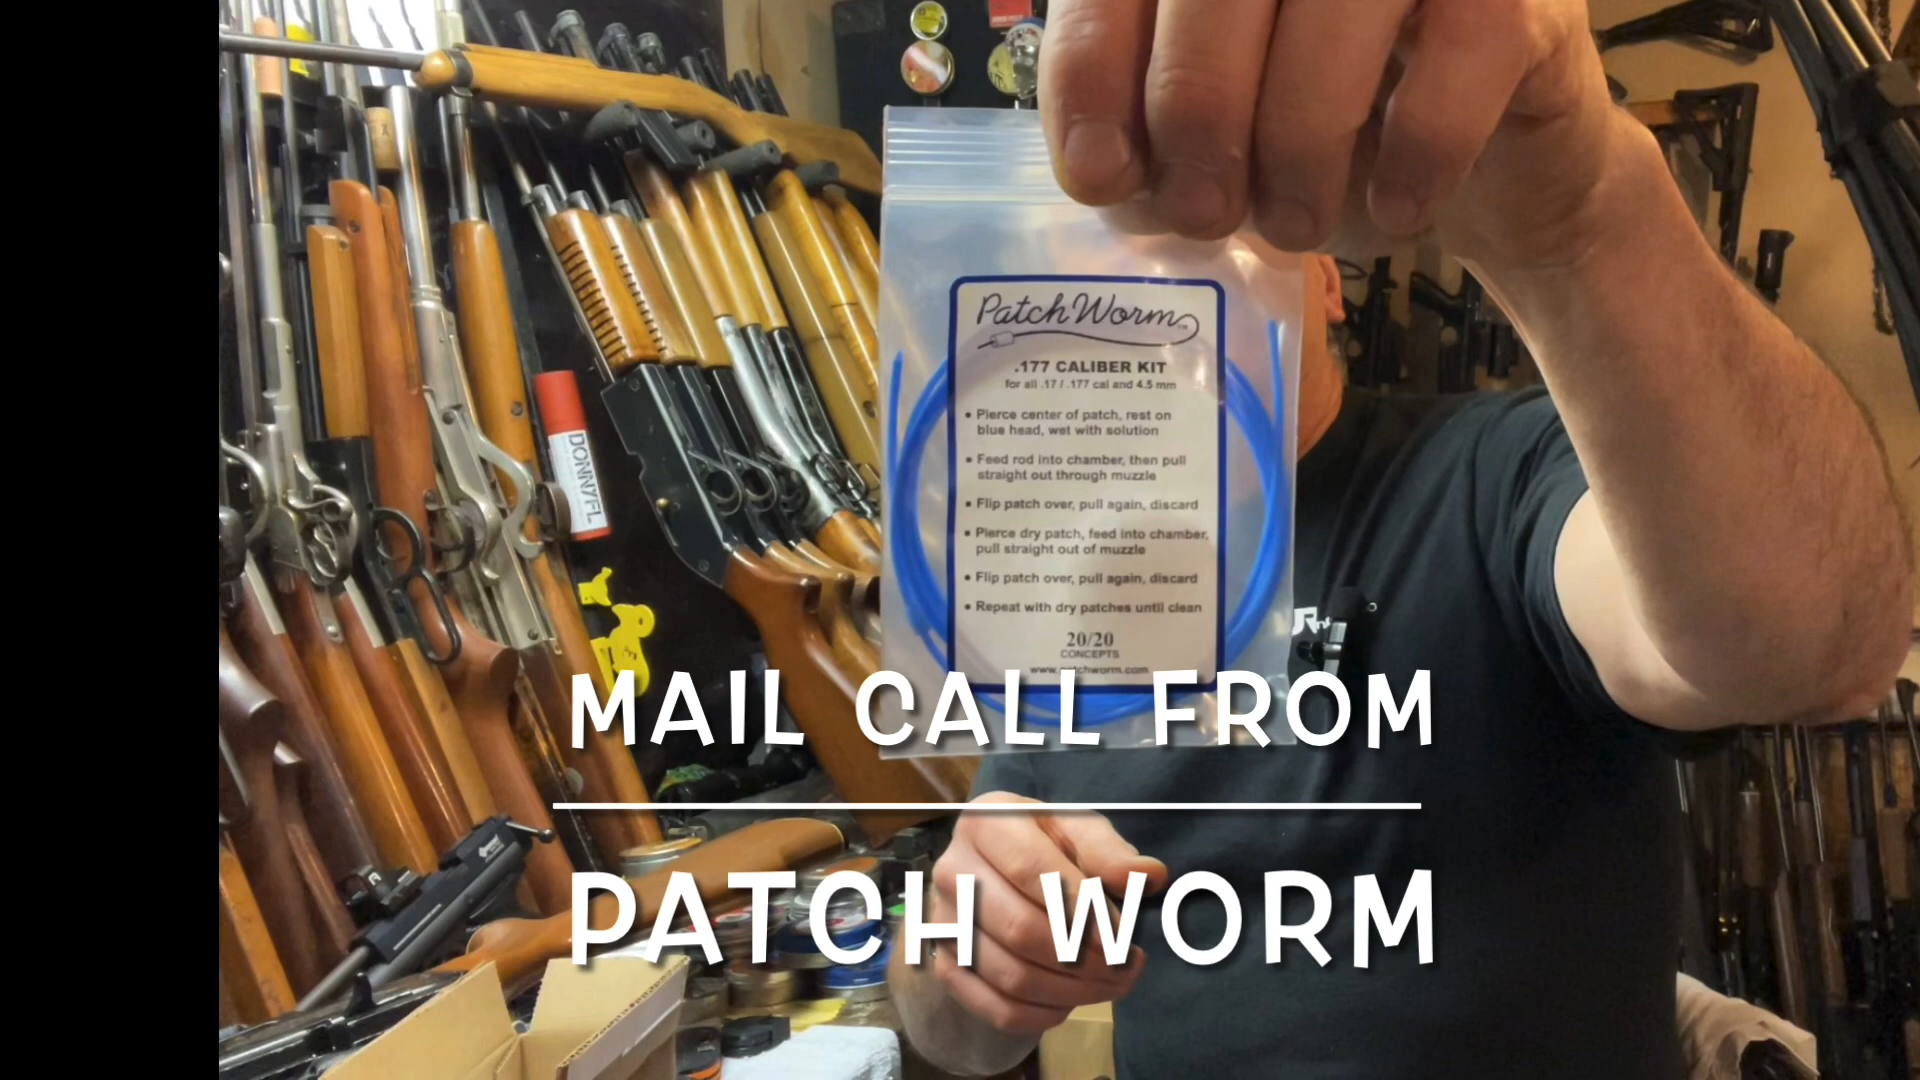 PatchWorm™
.177 CALIBER KIT
for all .17 / .177 cal and 4.5 mm
• Pierce center of patch, rest on
blue head, wet with solution
• Feed rod into chamber, then pull
straight out through muzzle
• Flip patch over, pull again, discard
• Pierce dry patch, feed into chamber,
pull straight out of muzzle
• Flip patch over, pull again, discard
• Repeat with dry patches until clean
20/20
CONCEPTS
www.patchworm.com
DONNYFL
MAIL CALL FROM
PATCH WORM